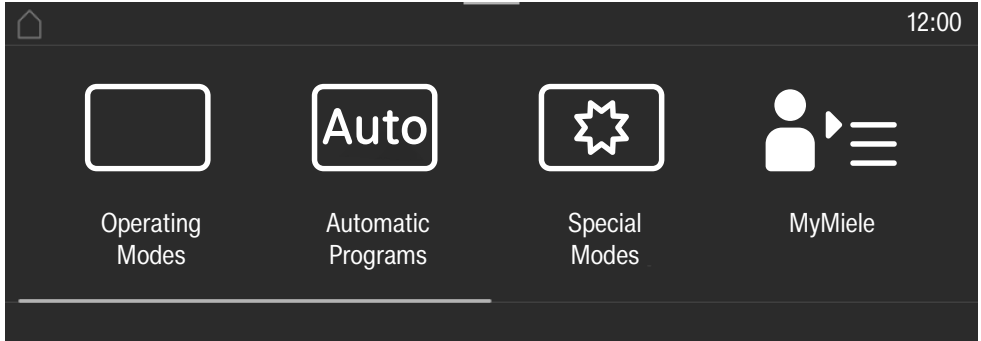 12:00
Auto
Operating
Modes
Automatic
Programs
Special
Modes
MyMiele